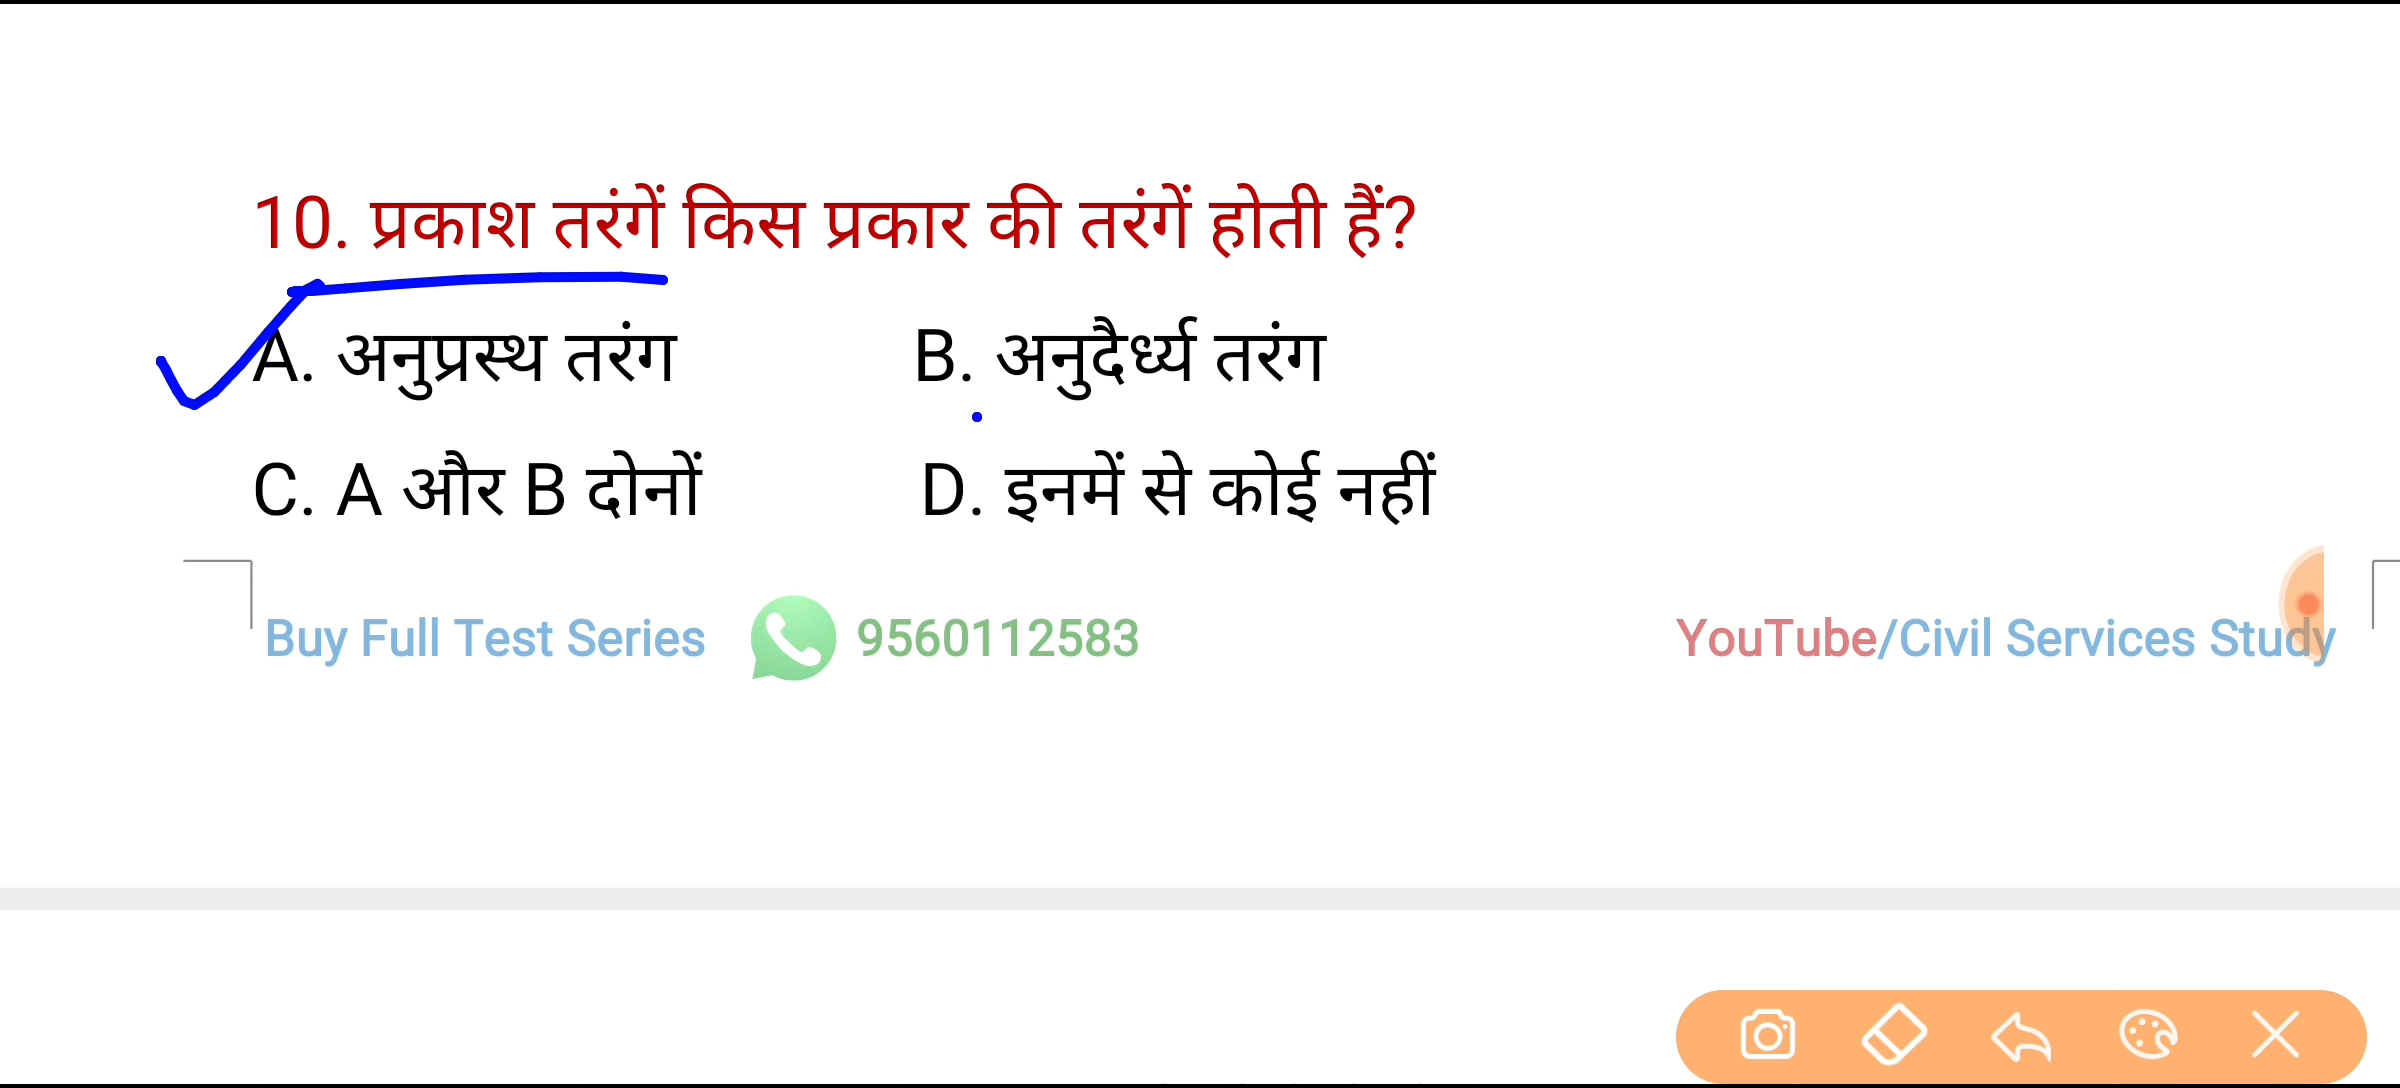 10. प्रकाश तरंगें किस प्रकार की तरंगें होती हैं?
A. अनुप्रस्थ तरंग B. अनुदैर्ध्य तरंग
C. A और B दोनों D. इनमें से कोई नहीं
Buy Full Test Series 9560112583 YouTube/Civil Services Study